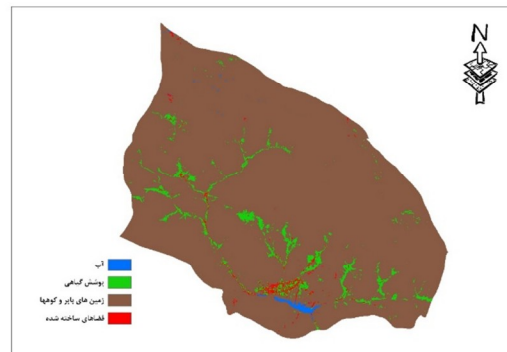 N
آب
پوشش گیاهی
زمین های بایر و کوهها
فضاهای ساخته شده